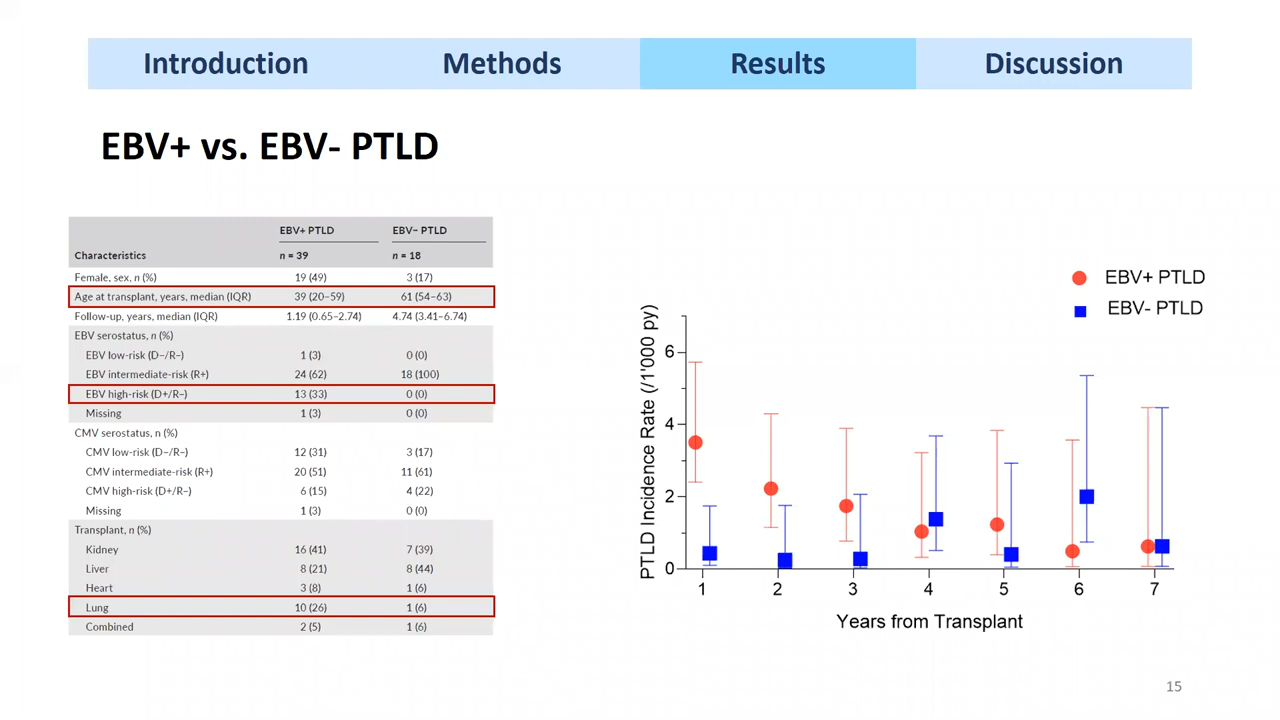 Introduction Methods Results Discussion
EBV+ vs. EBV- PTLD
EBV+ PTLD EBV− PTLD
Characteristics n = 39 n = 18
Female, sex, n (%) 19 (49) 3 (17)
Age at transplant, years, median (IQR) 39 (20−59) 61 (54−63)
Follow-up, years, median (IQR) 1.19 (0.65−2.74) 4.74 (3.41−6.74)
EBV serostatus, n (%)
EBV low-risk (D−/R−) 1 (3) 0 (0)
EBV intermediate-risk (R+) 24 (62) 18 (100)
EBV high-risk (D+/R−) 13 (33) 0 (0)
Missing 1 (3) 0 (0)
CMV serostatus, n (%)
CMV low-risk (D−/R−) 12 (31) 3 (17)
CMV intermediate-risk (R+) 20 (51) 11 (61)
CMV high-risk (D+/R−) 6 (15) 4 (22)
Missing 1 (3) 0 (0)
Transplant, n (%)
Kidney 16 (41) 7 (39)
Liver 8 (21) 8 (44)
Heart 3 (8) 1 (6)
Lung 10 (26) 1 (6)
Combined 2 (5) 1 (6)
EBV+ PTLD
EBV- PTLD
PTLD Incidence Rate (/1'000 py)
6
4
2
0
1 2 3 4 5 6 7
Years from Transplant
15